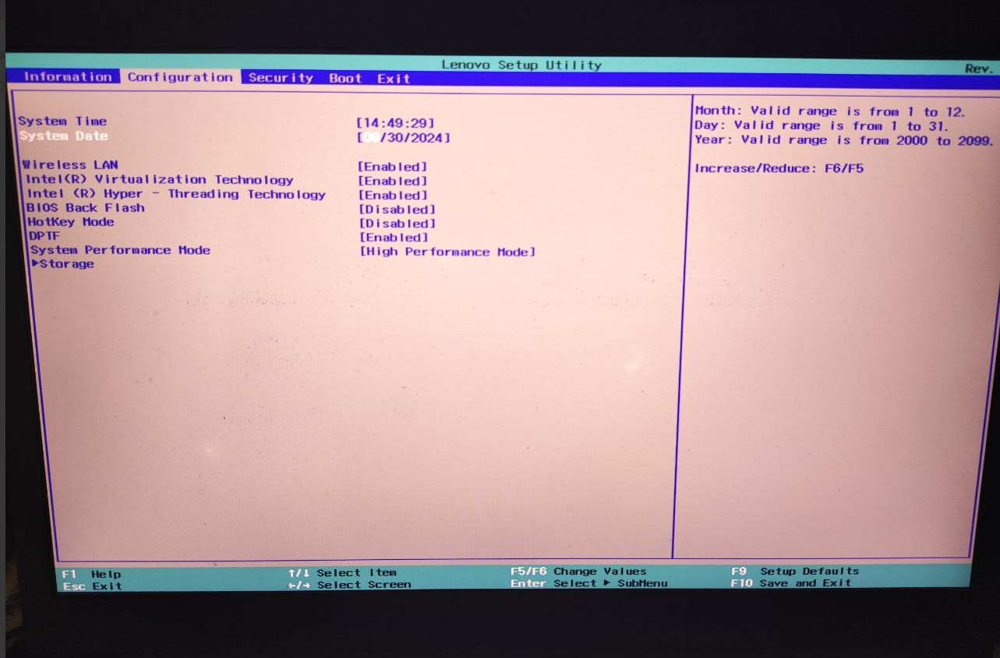 Lenovo Setup Utility
Rev.
Information Configuration Security Boot Exit
System Time [14:49:29]
System Date [09/30/2024]
Wireless LAN [Enabled]
Intel(R) Virtualization Technology [Enabled]
Intel (R) Hyper - Threading Technology [Enabled]
BIOS Back Flash [Disabled]
HotKey Mode [Disabled]
DPTF [Enabled]
System Performance Mode [High Performance Mode]
▶Storage
Month: Valid range is from 1 to 12.
Day: Valid range is from 1 to 31.
Year: Valid range is from 2000 to 2099.
Increase/Reduce: F6/F5
F1 Help ↑/↓ Select Item F5/F6 Change Values F9 Setup Defaults
Esc Exit ←/→ Select Screen Enter Select ▶ SubMenu F10 Save and Exit